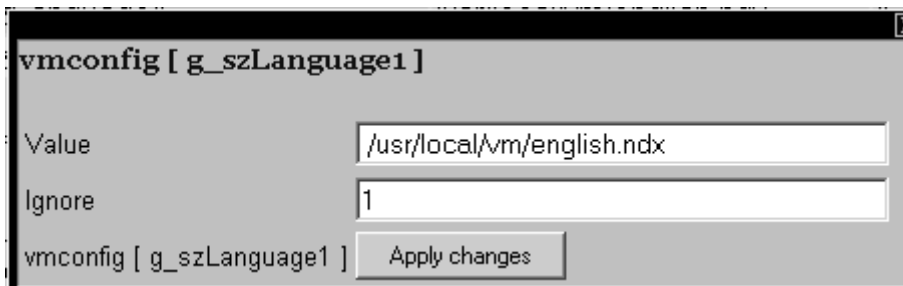 vmconfig [ g_szLanguage1 ]
Value /usr/local/vm/english.ndx
Ignore 1
vmconfig [ g_szLanguage1 ] Apply changes